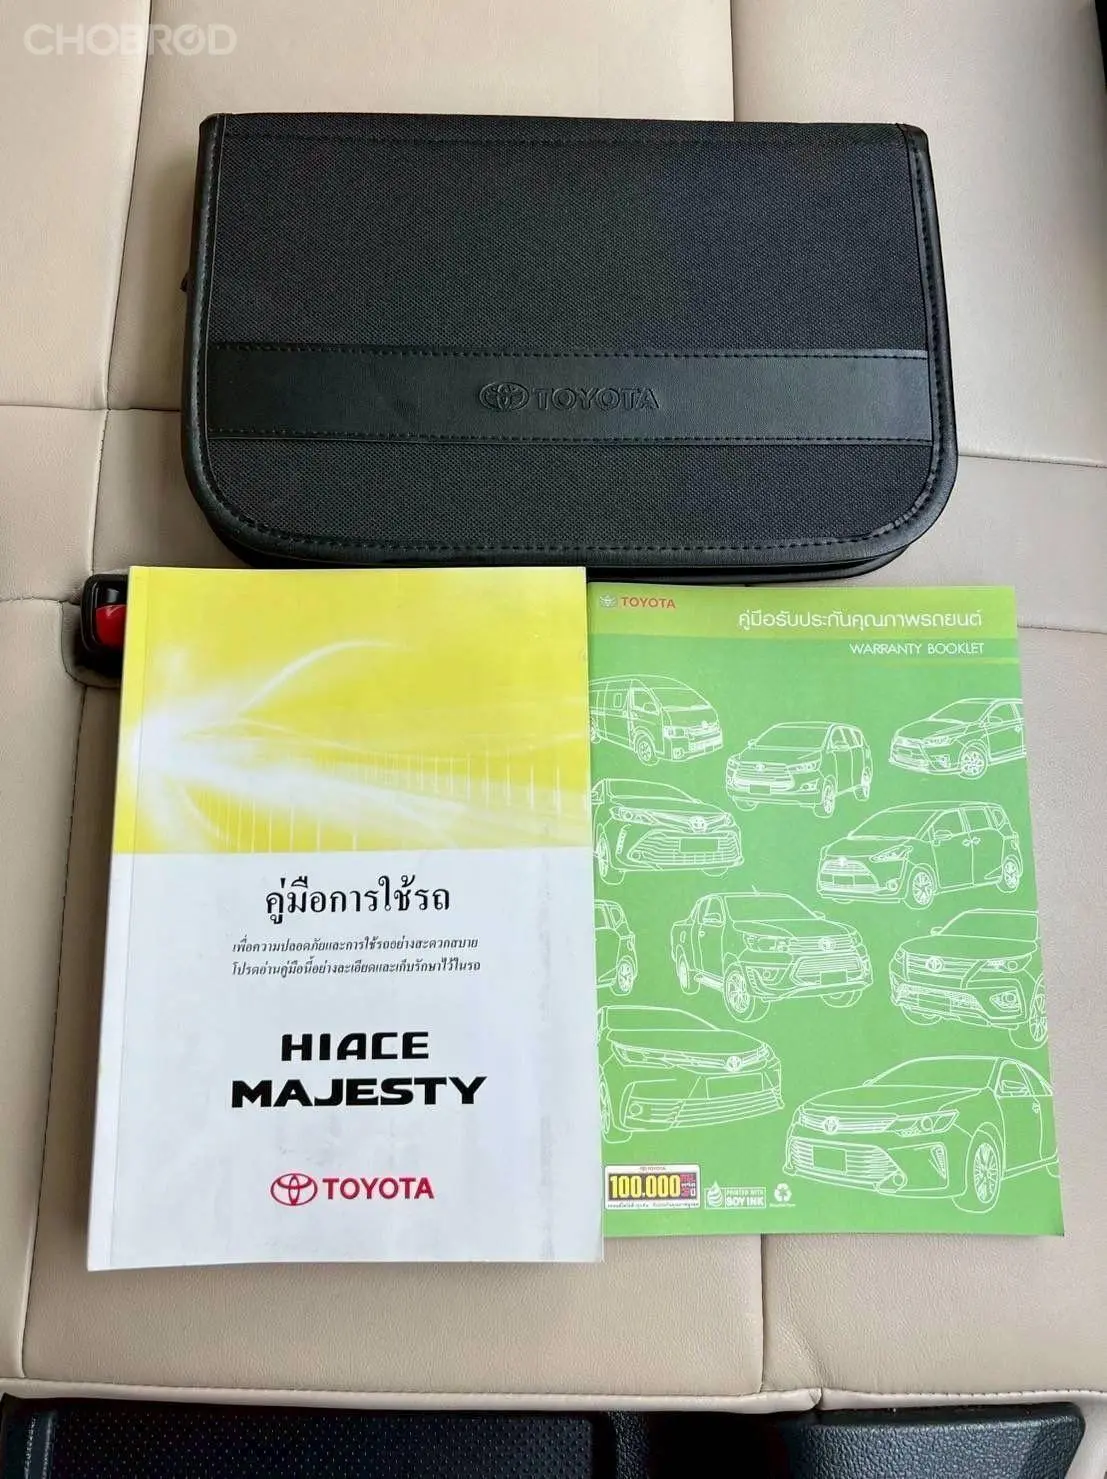 CHOBROD
TOYOTA
TOYOTA
คู่มือรับประกันคุณภาพรถยนต์
WARRANTY BOOKLET
คู่มือการใช้รถ
เพื่อความปลอดภัยและการใช้รถอย่างสะดวกสบาย
โปรดอ่านคู่มือนี้อย่างละเอียดและเก็บรักษาไว้ในรถ
HIACE
MAJESTY
TOYOTA
100.000
PRINTED WITH
SOY INK